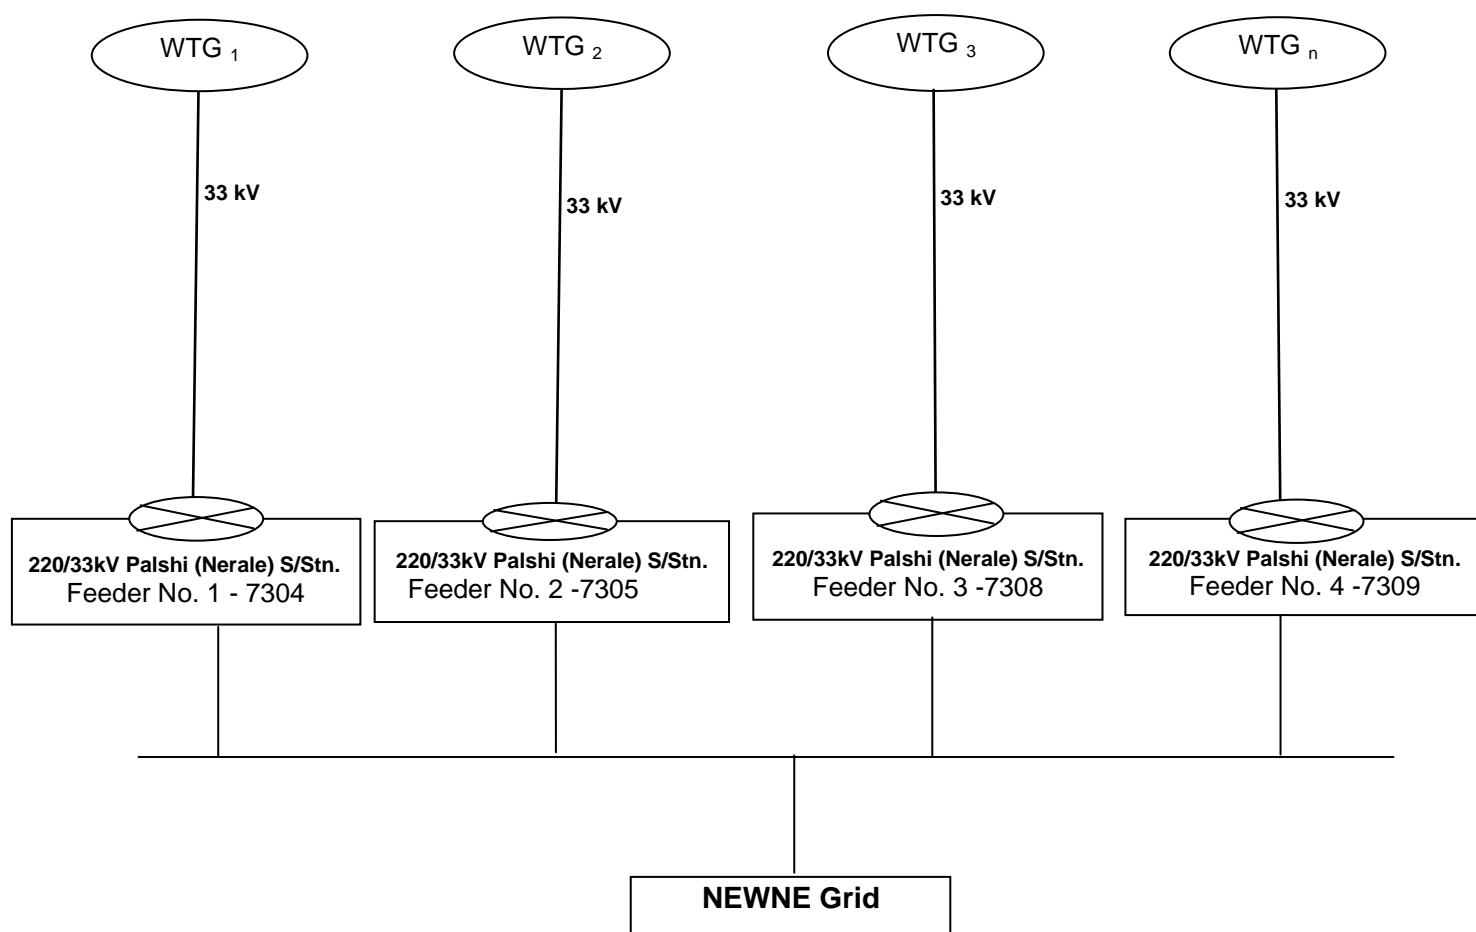 WTG 1
WTG 2
WTG 3
WTG n
33 kV
33 kV
33 kV
33 kV
220/33kV Palshi (Nerale) S/Stn.
Feeder No. 1 - 7304
220/33kV Palshi (Nerale) S/Stn.
Feeder No. 2 -7305
220/33kV Palshi (Nerale) S/Stn.
Feeder No. 3 -7308
220/33kV Palshi (Nerale) S/Stn.
Feeder No. 4 -7309
NEWNE Grid